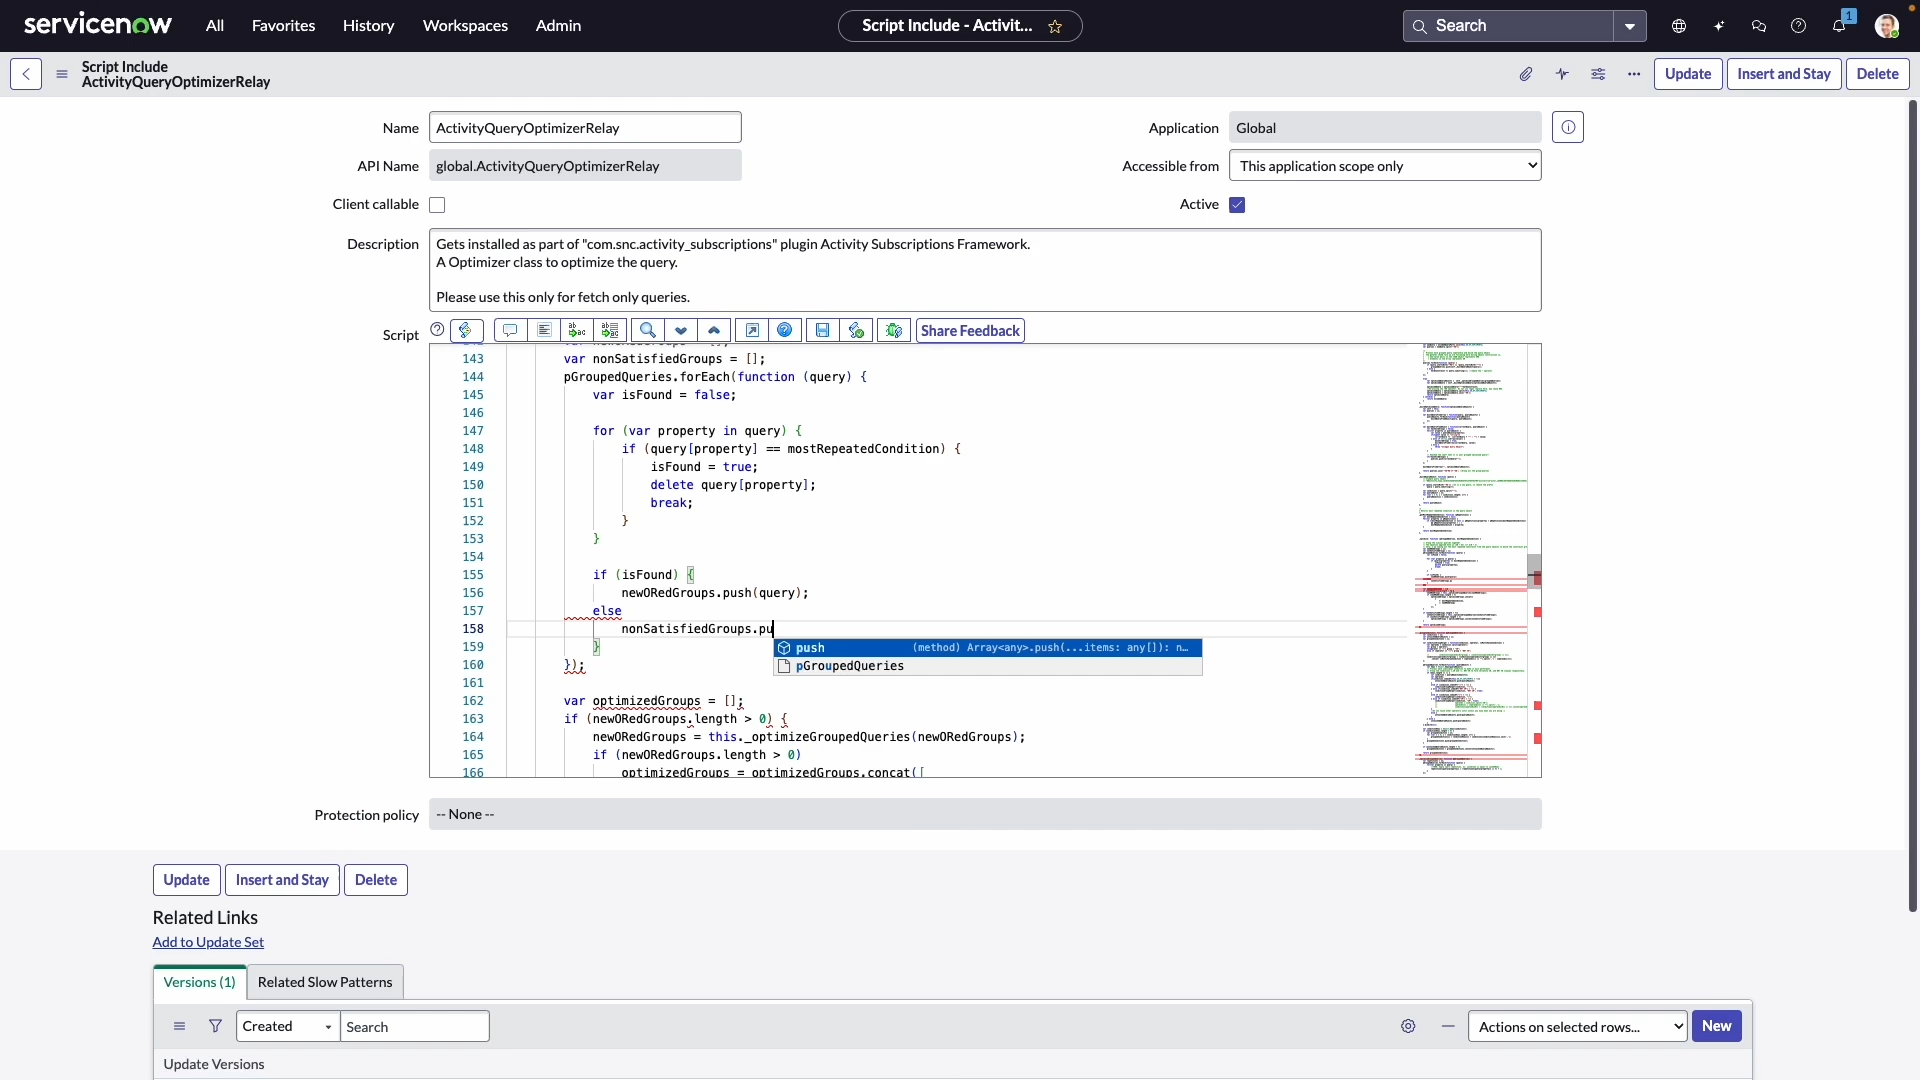 servicenow All Favorites History Workspaces Admin Script Include - Activit... Search 1
Script Include
ActivityQueryOptimizerRelay
Update Insert and Stay Delete
Name ActivityQueryOptimizerRelay Application Global
API Name global.ActivityQueryOptimizerRelay Accessible from This application scope only
Client callable Active
Description Gets installed as part of "com.snc.activity_subscriptions" plugin Activity Subscriptions Framework.
A Optimizer class to optimize the query.
Please use this only for fetch only queries.
Script Share Feedback
143 var nonSatisfiedGroups = [];
144 pGroupedQueries.forEach(function (query) {
145 var isFound = false;
146
147 for (var property in query) {
148 if (query[property] == mostRepeatedCondition) {
149 isFound = true;
150 delete query[property];
151 break;
152 }
153 }
154
155 if (isFound) {
156 newORedGroups.push(query);
157 else
158 nonSatisfiedGroups.pu
push (method) Array<any>.push(...items: any[]): n...
159 }
pGroupedQueries
160 });
161
162 var optimizedGroups = [];
163 if (newORedGroups.length > 0) {
164 newORedGroups = this._optimizeGroupedQueries(newORedGroups);
165 if (newORedGroups.length > 0)
166 optimizedGroups = optimizedGroups.concat([
Protection policy -- None --
Update Insert and Stay Delete
Related Links
Add to Update Set
Versions (1) Related Slow Patterns
Created Search Actions on selected rows... New
Update Versions